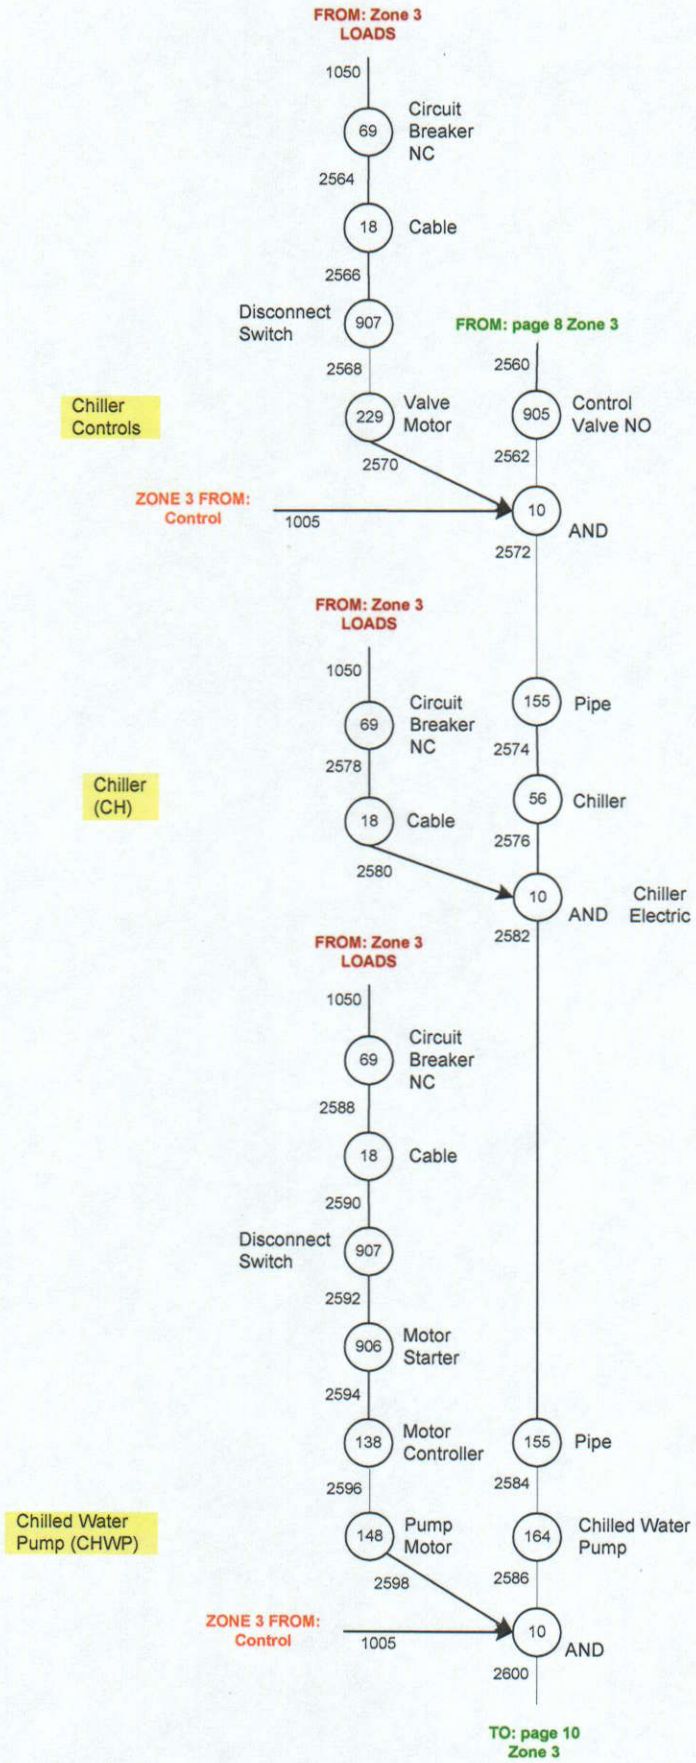 FROM: Zone 3
LOADS
1050
69
Circuit
Breaker
NC
2564
18
Cable
2566
Disconnect
Switch
907
FROM: page 8 Zone 3
2568
2560
Chiller
Controls
229
Valve
Motor
905
Control
Valve NO
2570
2562
ZONE 3 FROM:
Control
1005
10
AND
2572
FROM: Zone 3
LOADS
1050
69
Circuit
Breaker
NC
155
Pipe
2578
2574
Chiller
(CH)
18
Cable
56
Chiller
2580
2576
10
AND
Chiller
Electric
2582
FROM: Zone 3
LOADS
1050
69
Circuit
Breaker
NC
2588
18
Cable
2590
Disconnect
Switch
907
2592
906
Motor
Starter
2594
138
Motor
Controller
155
Pipe
2596
2584
Chilled Water
Pump (CHWP)
148
Pump
Motor
164
Chilled Water
Pump
2598
2586
ZONE 3 FROM:
Control
1005
10
AND
2600
TO: page 10
Zone 3